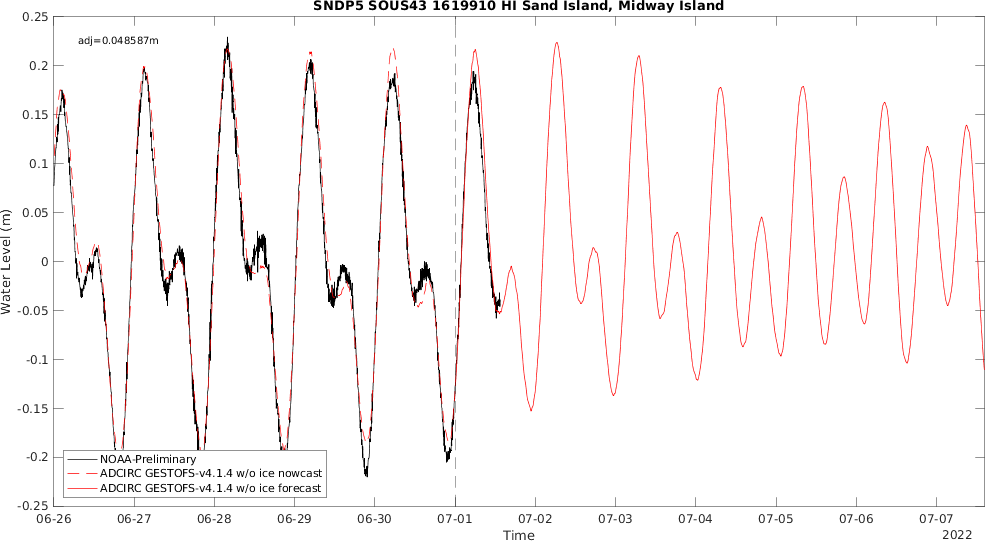 SNDP5 SOUS43 1619910 HI Sand Island, Midway Island
0.25
adj=0.048587m
0.2
0.15
0.1
0.05
0
-0.05
-0.1
-0.15
-0.2
-0.25
Water Level (m)
NOAA-Preliminary
ADCIRC GESTOFS-v4.1.4 w/o ice nowcast
ADCIRC GESTOFS-v4.1.4 w/o ice forecast
06-26 06-27 06-28 06-29 06-30 07-01 07-02 07-03 07-04 07-05 07-06 07-07
Time
2022